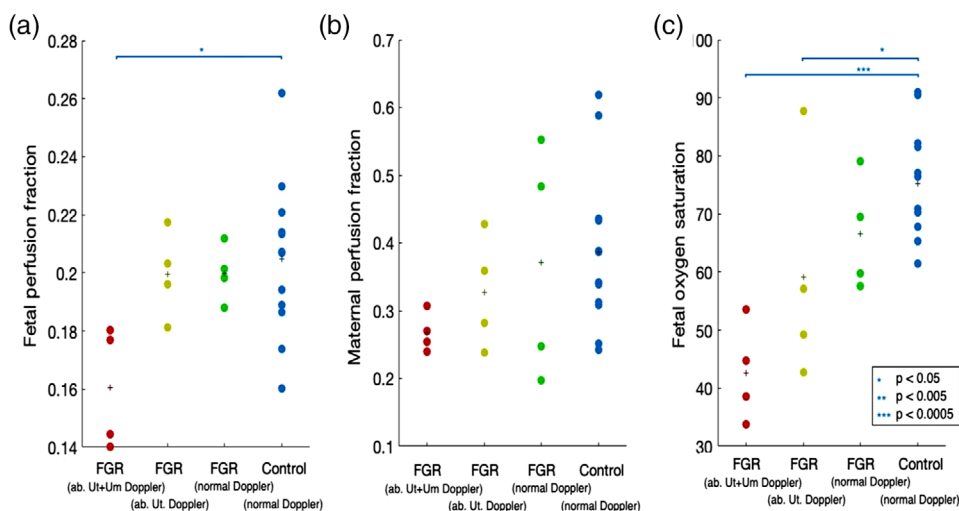 (a)
Fetal perfusion fraction
0.28
0.26
0.24
0.22
0.2
0.18
0.16
0.14
*
FGR
(ab. Ut+Um Doppler)
FGR
(ab. Ut. Doppler)
FGR
(normal Doppler)
Control
(normal Doppler)
(b)
Maternal perfusion fraction
0.7
0.6
0.5
0.4
0.3
0.2
0.1
FGR
(ab. Ut+Um Doppler)
FGR
(ab. Ut. Doppler)
FGR
(normal Doppler)
Control
(normal Doppler)
(c)
Fetal oxygen saturation
00
90
80
70
60
50
40
30
*
***
* p < 0.05
** p < 0.005
*** p < 0.0005
FGR
(ab. Ut+Um Doppler)
FGR
(ab. Ut. Doppler)
FGR
(normal Doppler)
Control
(normal Doppler)